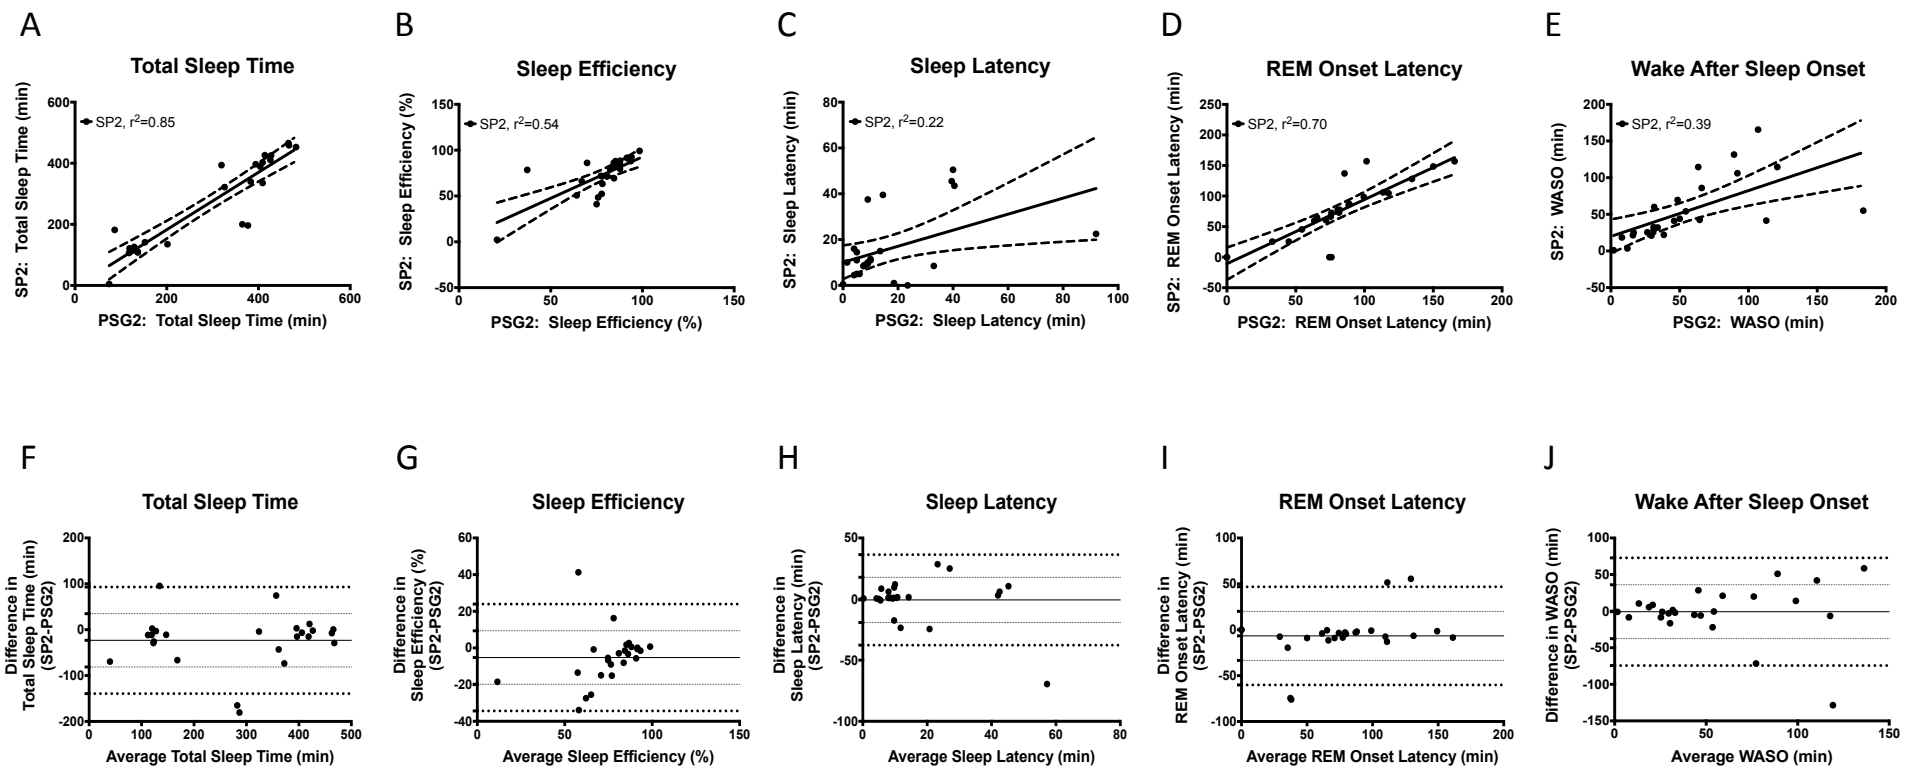 A
Total Sleep Time
SP2: Total Sleep Time (min)
600
400
200
0
SP2, r²=0.85
0 200 400 600
PSG2: Total Sleep Time (min)
B
Sleep Efficiency
SP2: Sleep Efficiency (%)
150
100
50
0
-50
SP2, r²=0.54
0 50 100 150
PSG2: Sleep Efficiency (%)
C
Sleep Latency
SP2: Sleep Latency (min)
80
60
40
20
0
SP2, r²=0.22
0 20 40 60 80 100
PSG2: Sleep Latency (min)
D
REM Onset Latency
SP2: REM Onset Latency (min)
250
200
150
100
50
0
-50
SP2, r²=0.70
0 50 100 150 200
PSG2: REM Onset Latency (min)
E
Wake After Sleep Onset
SP2: WASO (min)
200
150
100
50
0
-50
SP2, r²=0.39
0 50 100 150 200
PSG2: WASO (min)
F
Total Sleep Time
Difference in
Total Sleep Time (min)
(SP2-PSG2)
200
100
0
-100
-200
0 100 200 300 400 500
Average Total Sleep Time (min)
G
Sleep Efficiency
Difference in
Sleep Efficiency (%)
(SP2-PSG2)
60
40
20
0
-20
-40
0 50 100 150
Average Sleep Efficiency (%)
H
Sleep Latency
Difference in
Sleep Latency (min)
(SP2-PSG2)
50
0
-50
-100
0 20 40 60 80
Average Sleep Latency (min)
I
REM Onset Latency
Difference in
REM Onset Latency (min)
(SP2-PSG2)
100
50
0
-50
-100
0 50 100 150 200
Average REM Onset Latency (min)
J
Wake After Sleep Onset
Difference in WASO (min)
(SP2-PSG2)
100
50
0
-50
-100
-150
0 50 100 150
Average WASO (min)